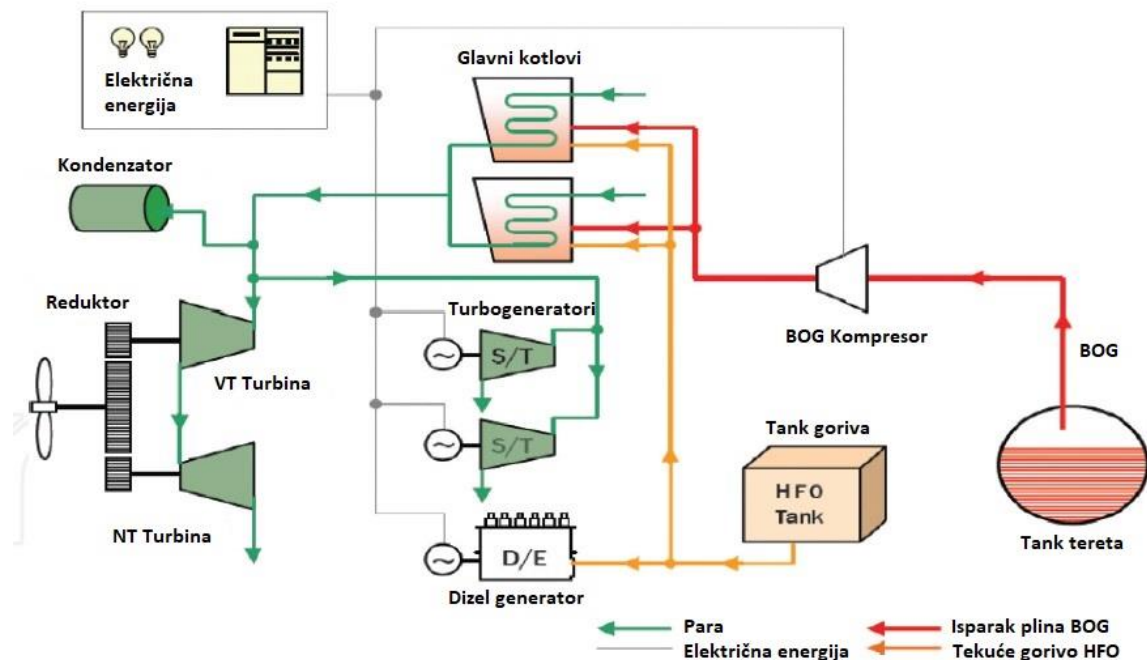 Električna
energija
Glavni kotlovi
Kondenzator
Reduktor
VT Turbina
Turbogeneratori
S/T
S/T
BOG Kompresor
BOG
NT Turbina
D/E
Dizel generator
Tank goriva
HFO
Tank
Tank tereta
Para
Isparak plina BOG
Električna energija
Tekuće gorivo HFO